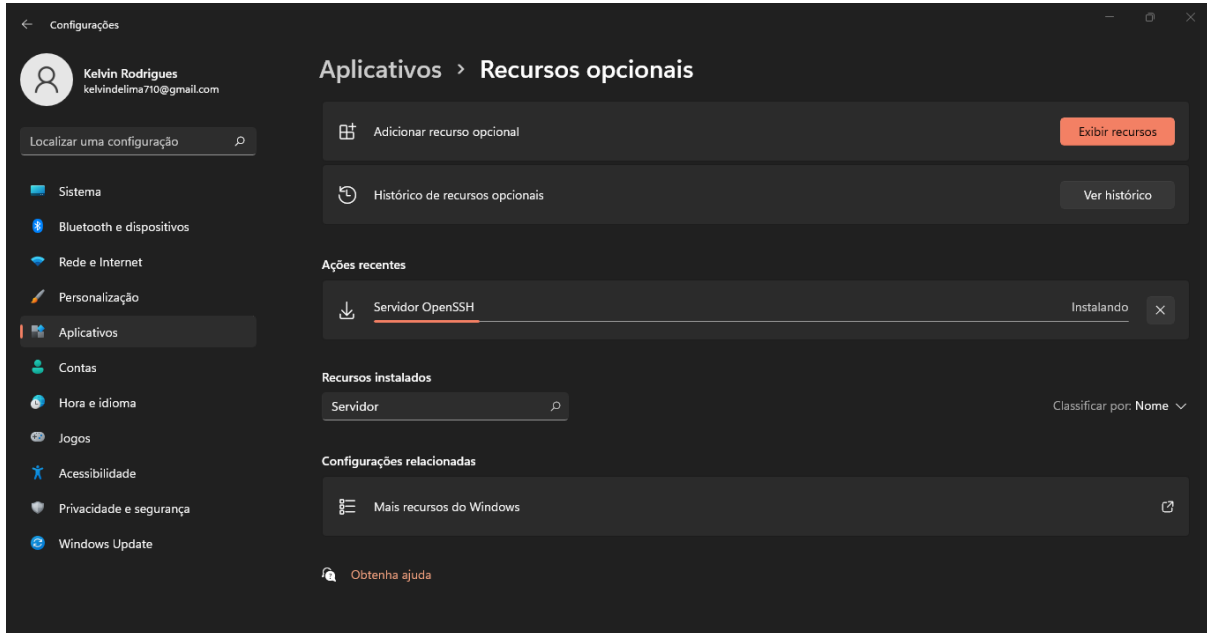 Configurações
Kelvin Rodrigues
kelvindelima710@gmail.com
Localizar uma configuração
Sistema
Bluetooth e dispositivos
Rede e Internet
Personalização
Aplicativos
Contas
Hora e idioma
Jogos
Acessibilidade
Privacidade e segurança
Windows Update
Aplicativos > Recursos opcionais
Adicionar recurso opcional
Exibir recursos
Histórico de recursos opcionais
Ver histórico
Ações recentes
Servidor OpenSSH
Instalando
Recursos instalados
Servidor
Classificar por: Nome
Configurações relacionadas
Mais recursos do Windows
Obtenha ajuda